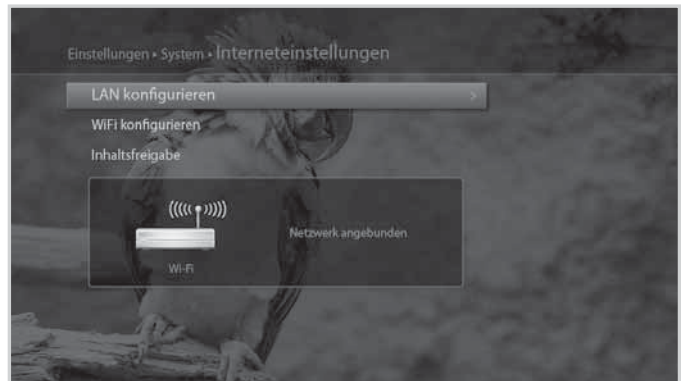 Einstellungen • System • Interneteinstellungen
LAN konfigurieren >
WiFi konfigurieren
Inhaltsfreigabe
Netzwerk angebunden
Wi-Fi